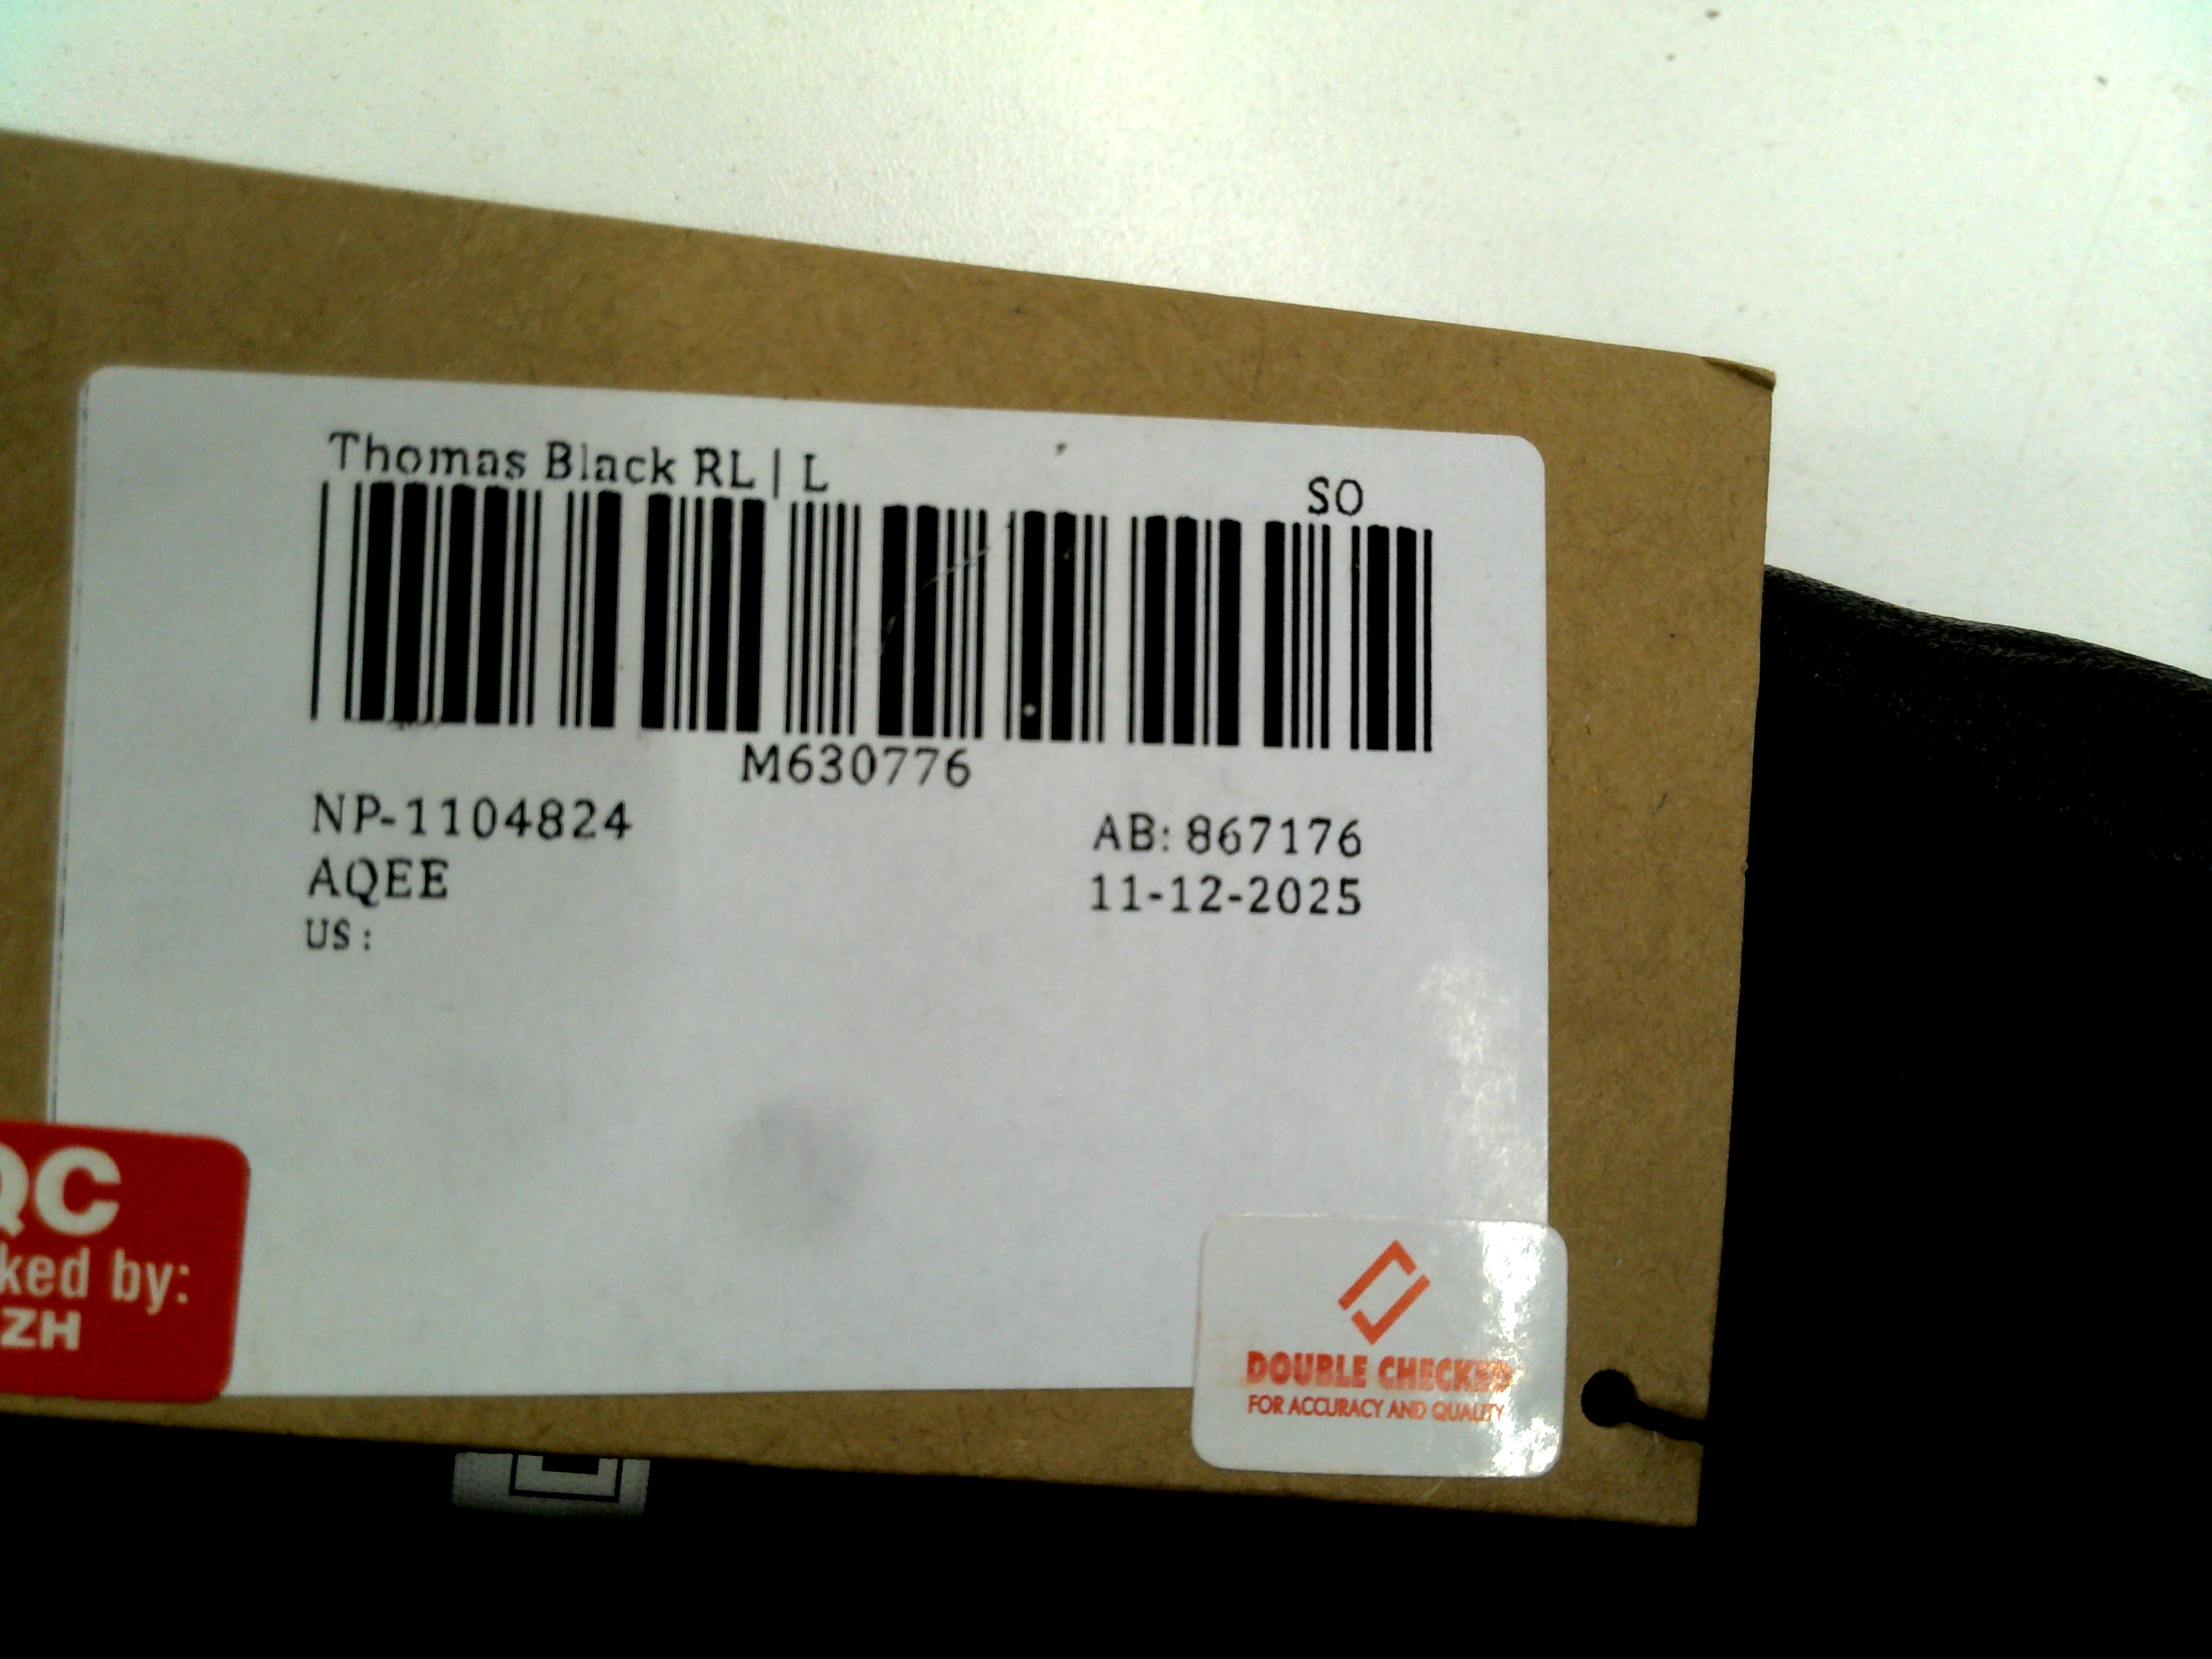 Thomas Black RL | L
SO
M630776
NP-1104824
AB: 867176
AQEE
11-12-2025
US :
QC
ked by:
ZH
DOUBLE CHECKED
FOR ACCURACY AND QUALITY